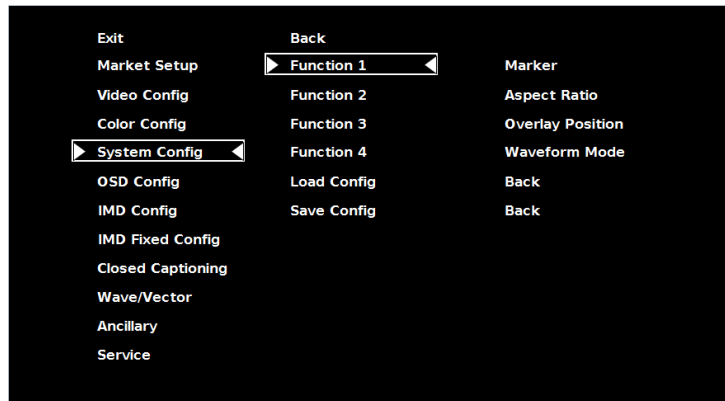 Exit Back
Market Setup Function 1 Marker
Video Config Function 2 Aspect Ratio
Color Config Function 3 Overlay Position
System Config Function 4 Waveform Mode
OSD Config Load Config Back
IMD Config Save Config Back
IMD Fixed Config
Closed Captioning
Wave/Vector
Ancillary
Service